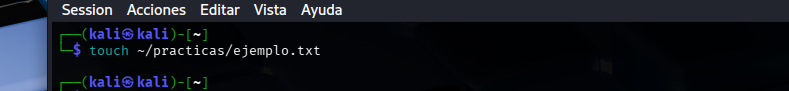 Session Acciones Editar Vista Ayuda
┌──(kali㉿kali)-[~]
└─$ touch ~/practicas/ejemplo.txt
┌──(kali㉿kali)-[~]